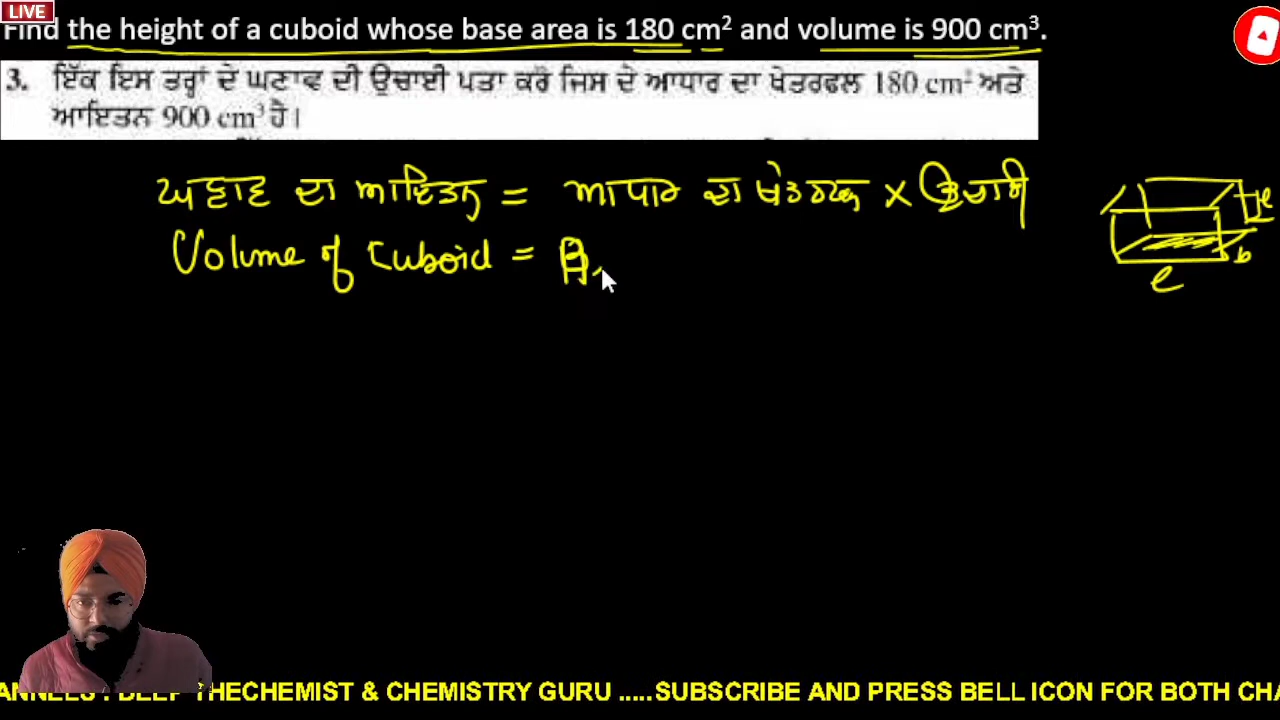 LIVE
Find the height of a cuboid whose base area is 180 cm² and volume is 900 cm³.
3. ਇੱਕ ਇਸ ਤਰ੍ਹਾਂ ਦੇ ਘਣਾਵ ਦੀ ਉਚਾਈ ਪਤਾ ਕਰੋ ਜਿਸ ਦੇ ਆਧਾਰ ਦਾ ਖੇਤਰਫਲ 180 cm² ਅਤੇ
ਆਇਤਨ 900 cm³ ਹੈ।
ਘਣਾਵ ਦਾ ਆਇਤਨ = ਆਧਾਰ ਦਾ ਖੇਤਰਫਲ × ਉਚਾਈ
Volume of Cuboid =
b
l
ANNELS : DEEP THECHEMIST & CHEMISTRY GURU .....SUBSCRIBE AND PRESS BELL ICON FOR BOTH CHA